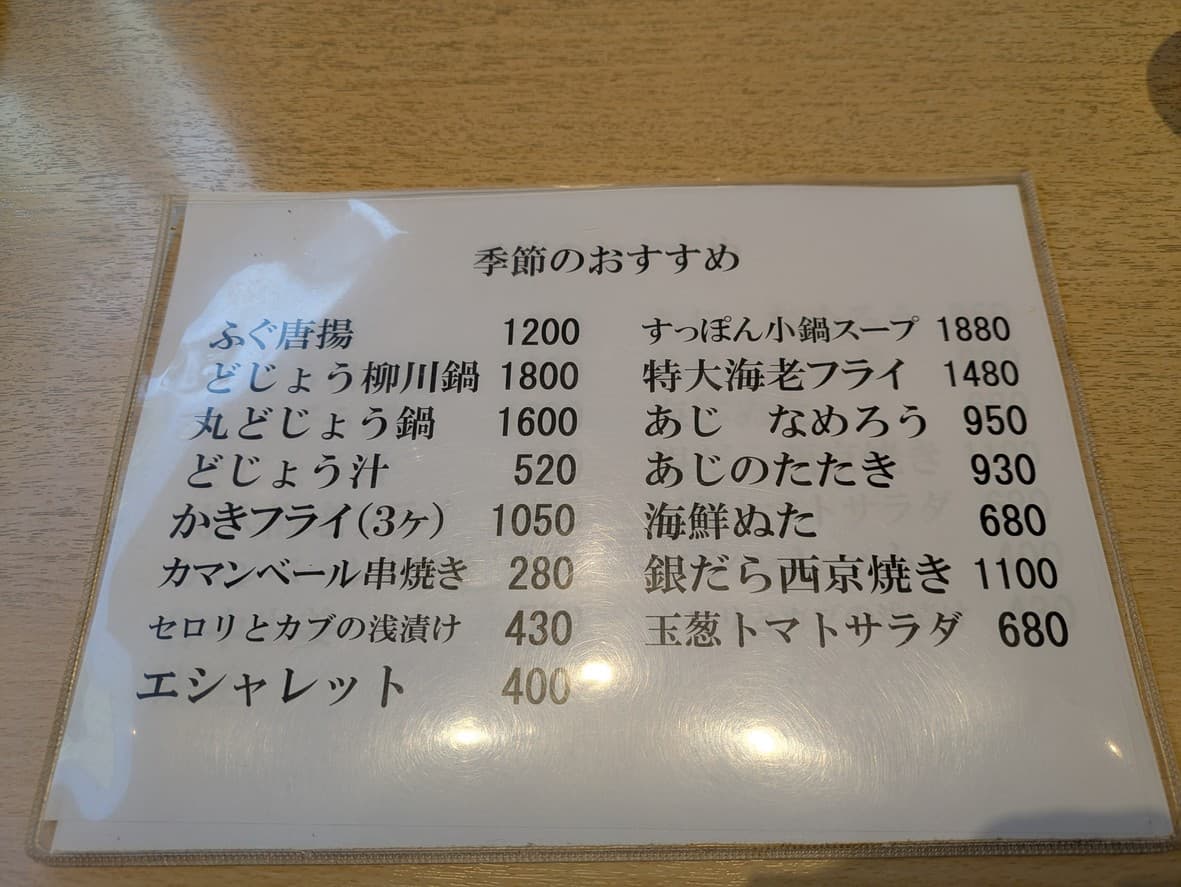 季節のおすすめ
ふぐ唐揚 1200
どじょう柳川鍋 1800
丸どじょう鍋 1600
どじょう汁 520
かきフライ(3ヶ) 1050
カマンベール串焼き 280
セロリとカブの浅漬け 430
エシャレット 400
すっぽん小鍋スープ 1880
特大海老フライ 1480
あじ　なめろう 950
あじのたたき 930
海鮮ぬた 680
銀だら西京焼き 1100
玉葱トマトサラダ 680